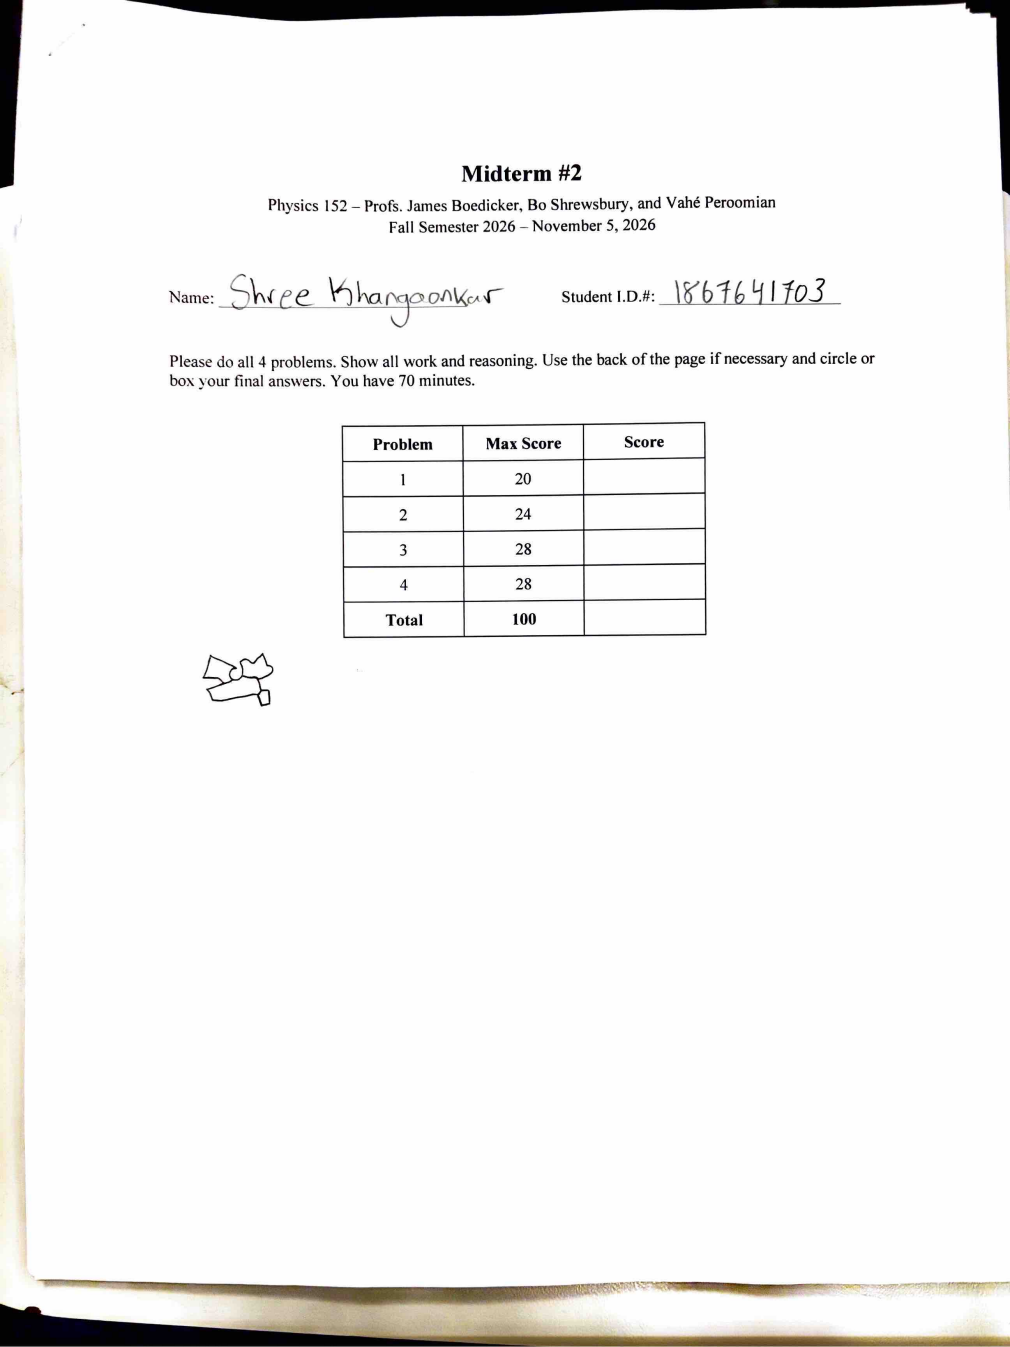 Midterm #2
Physics 152 – Profs. James Boedicker, Bo Shrewsbury, and Vahé Peroomian
Fall Semester 2026 – November 5, 2026
Name: Shree Khangaonkar Student I.D.#: 1867641703
Please do all 4 problems. Show all work and reasoning. Use the back of the page if necessary and circle or
box your final answers. You have 70 minutes.
Problem Max Score Score
1 20
2 24
3 28
4 28
Total 100